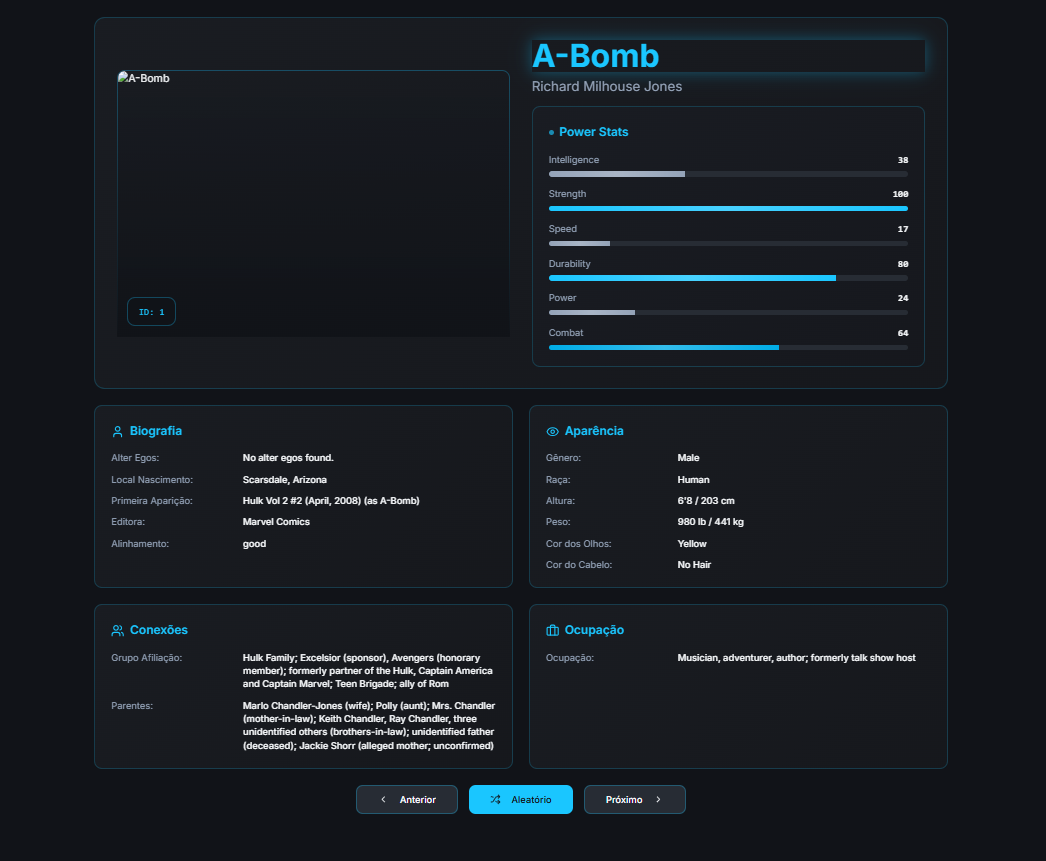 A-Bomb
ID: 1
A-Bomb
Richard Milhouse Jones
Power Stats
Intelligence 38
Strength 100
Speed 17
Durability 80
Power 24
Combat 64
Biografia
Alter Egos: No alter egos found.
Local Nascimento: Scarsdale, Arizona
Primeira Aparição: Hulk Vol 2 #2 (April, 2008) (as A-Bomb)
Editora: Marvel Comics
Alinhamento: good
Aparência
Gênero: Male
Raça: Human
Altura: 6'8 / 203 cm
Peso: 980 lb / 441 kg
Cor dos Olhos: Yellow
Cor do Cabelo: No Hair
Conexões
Grupo Afiliação: Hulk Family; Excelsior (sponsor), Avengers (honorary
member); formerly partner of the Hulk, Captain America
and Captain Marvel; Teen Brigade; ally of Rom
Parentes: Marlo Chandler-Jones (wife); Polly (aunt); Mrs. Chandler
(mother-in-law); Keith Chandler, Ray Chandler, three
unidentified others (brothers-in-law); unidentified father
(deceased); Jackie Shorr (alleged mother; unconfirmed)
Ocupação
Ocupação: Musician, adventurer, author; formerly talk show host
Anterior
Aleatório
Próximo